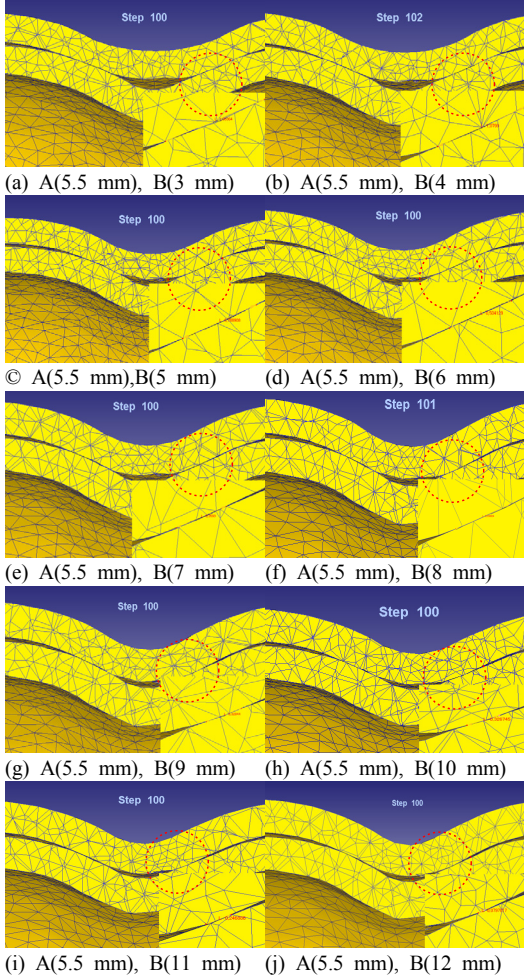 Step 100
Step 102
(a) A(5.5 mm), B(3 mm)
(b) A(5.5 mm), B(4 mm)
Step 100
Step 100
© A(5.5 mm),B(5 mm)
(d) A(5.5 mm), B(6 mm)
Step 100
Step 101
(e) A(5.5 mm), B(7 mm)
(f) A(5.5 mm), B(8 mm)
Step 100
Step 100
(g) A(5.5 mm), B(9 mm)
(h) A(5.5 mm), B(10 mm)
Step 100
Step 100
(i) A(5.5 mm), B(11 mm)
(j) A(5.5 mm), B(12 mm)